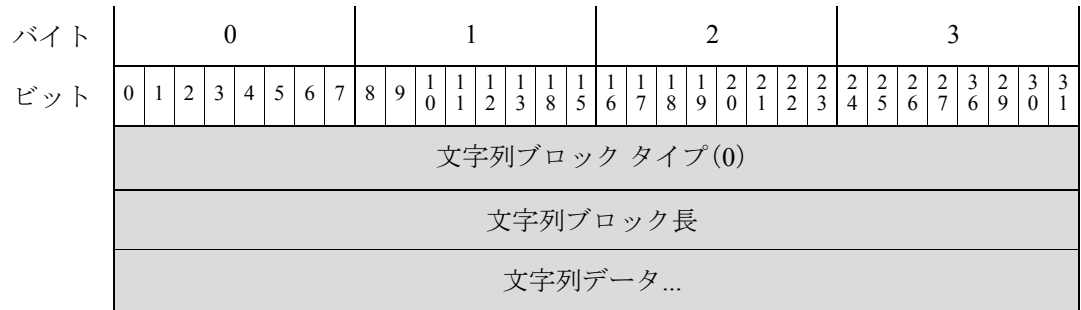 バイト 0 1 2 3
ビット 0 1 2 3 4 5 6 7 8 9 10 11 12 13 18 15 16 17 18 19 20 21 22 23 24 25 26 27 36 29 30 31
文字列ブロック タイプ(0)
文字列ブロック長
文字列データ...